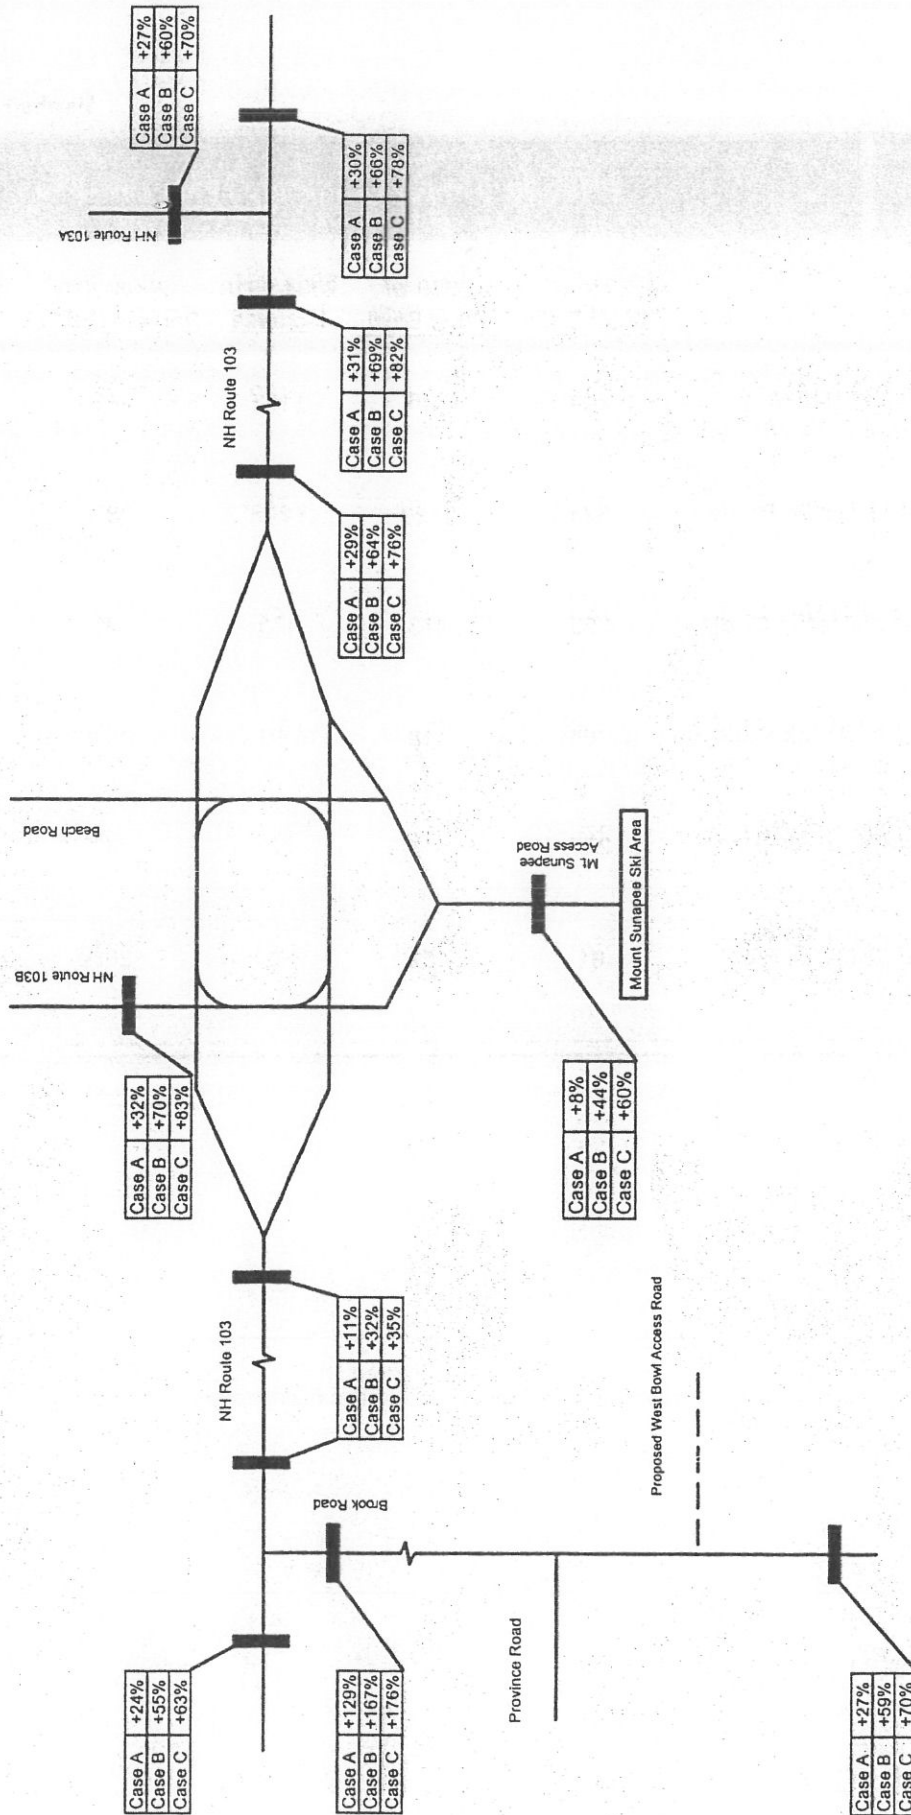 Case A +24%
Case B +55%
Case C +63%
Case A +129%
Case B +167%
Case C +176%
Case A +27%
Case B +59%
Case C +70%
Province Road
Brook Road
Proposed West Bowl Access Road
NH Route 103
Case A +11%
Case B +32%
Case C +35%
Case A +32%
Case B +70%
Case C +83%
NH Route 103B
Case A +8%
Case B +44%
Case C +60%
Mount Sunapee Ski Area
Mt. Sunapee
Access Road
Beach Road
Case A +29%
Case B +64%
Case C +76%
NH Route 103
Case A +31%
Case B +69%
Case C +82%
Case A +30%
Case B +66%
Case C +78%
NH Route 103A
Case A +27%
Case B +60%
Case C +70%